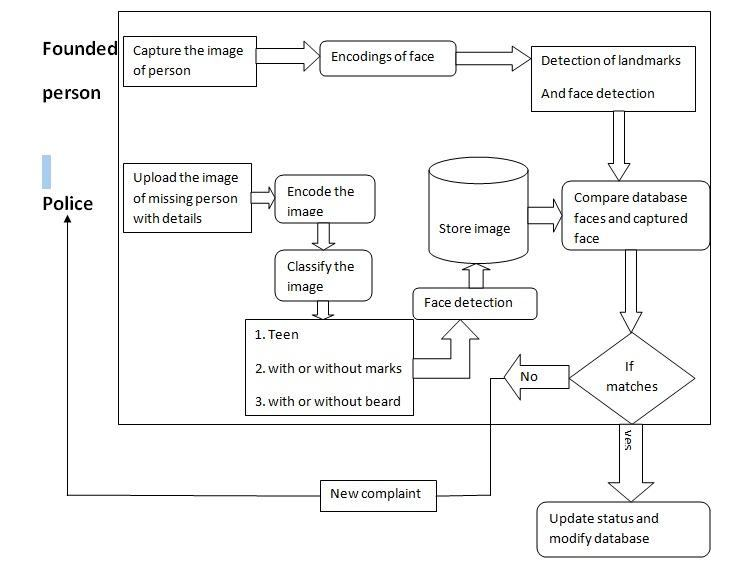 Founded
person
Capture the image
of person
Encodings of face
Detection of landmarks
And face detection
Police
Upload the image
of missing person
with details
Encode the
image
Classify the
image
1. Teen
2. with or without marks
3. with or without beard
Face detection
Store image
Compare database
faces and captured
face
If
matches
No
yes
New complaint
Update status and
modify database